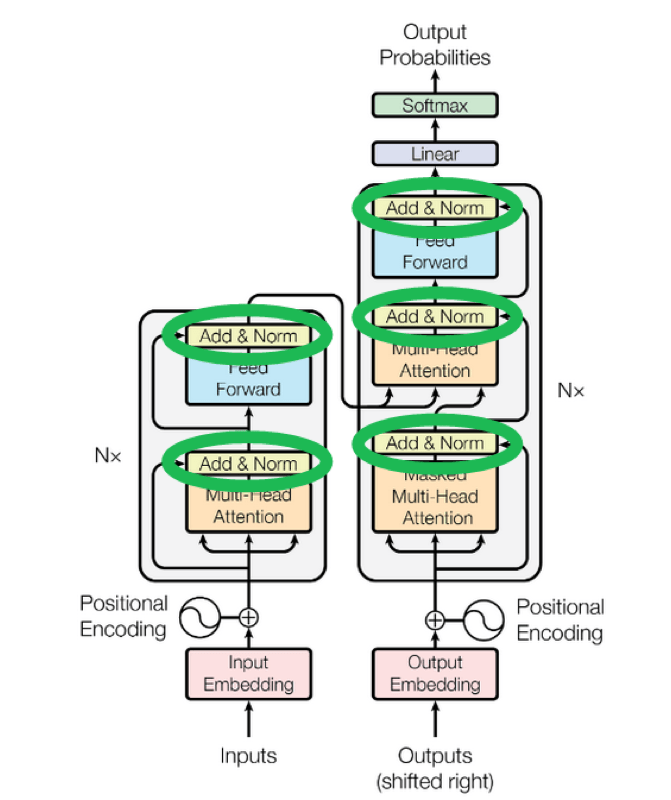 Output
Probabilities
Softmax
Linear
Add & Norm
Feed
Forward
Add & Norm
Multi-Head
Attention
Add & Norm
Masked
Multi-Head
Attention
Nx
Add & Norm
Feed
Forward
Add & Norm
Multi-Head
Attention
Nx
Positional
Encoding
Positional
Encoding
Input
Embedding
Output
Embedding
Inputs
Outputs
(shifted right)